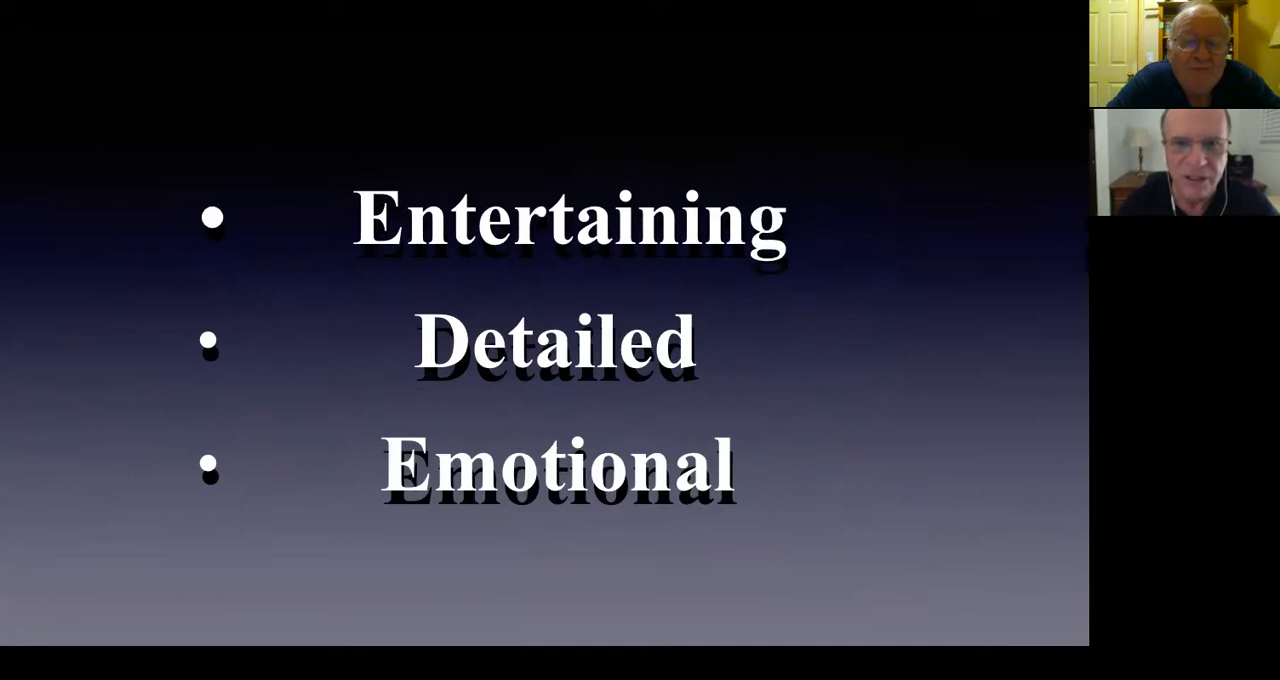 • Entertaining
• Detailed
• Emotional